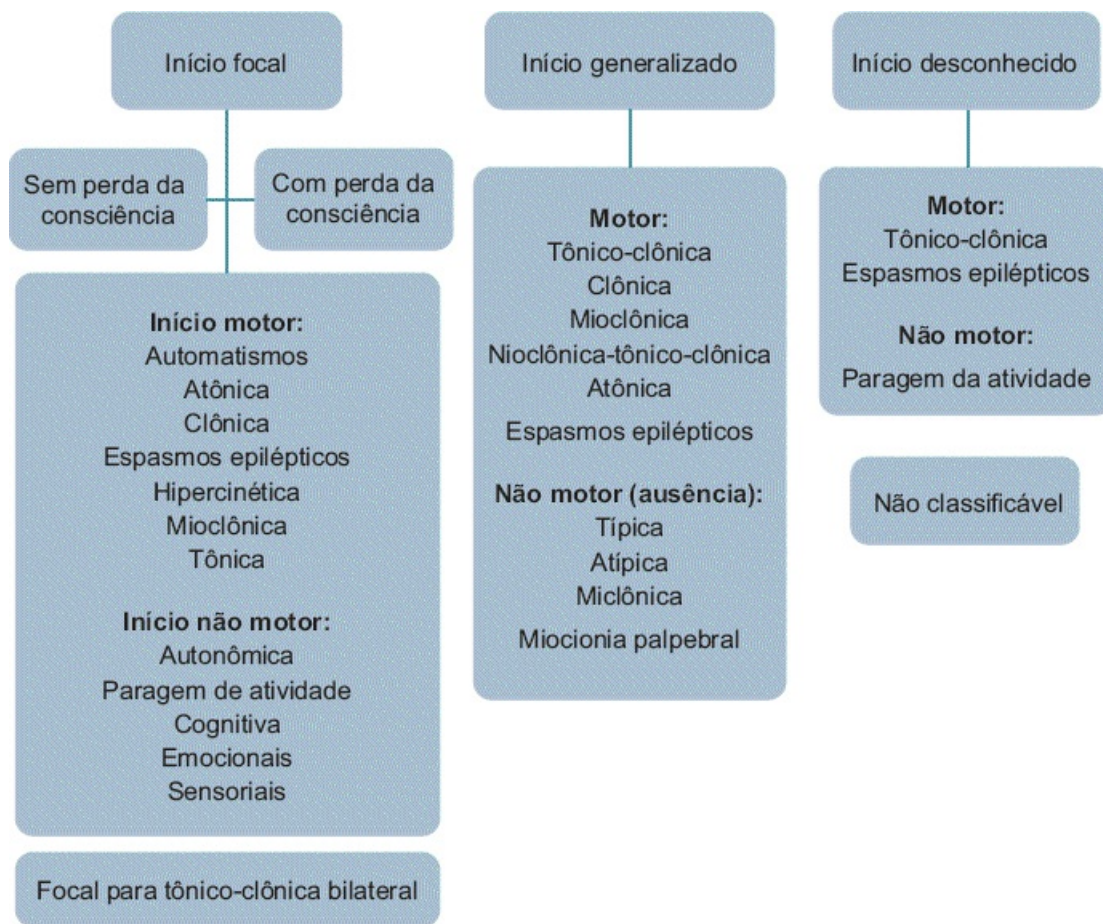 Início focal
Sem perda da
consciência
Com perda da
consciência
Início motor:
Automatismos
Atônica
Clônica
Espasmos epilépticos
Hipercinética
Mioclônica
Tônica
Início não motor:
Autonômica
Paragem de atividade
Cognitiva
Emocionais
Sensoriais
Focal para tônico-clônica bilateral
Início generalizado
Motor:
Tônico-clônica
Clônica
Mioclônica
Nioclônica-tônico-clônica
Atônica
Espasmos epilépticos
Não motor (ausência):
Típica
Atípica
Miclônica
Miocionia palpebral
Início desconhecido
Motor:
Tônico-clônica
Espasmos epilépticos
Não motor:
Paragem da atividade
Não classificável